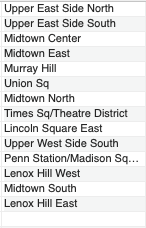 Upper East Side North
Upper East Side South
Midtown Center
Midtown East
Murray Hill
Union Sq
Midtown North
Times Sq/Theatre District
Lincoln Square East
Upper West Side South
Penn Station/Madison Sq...
Lenox Hill West
Midtown South
Lenox Hill East